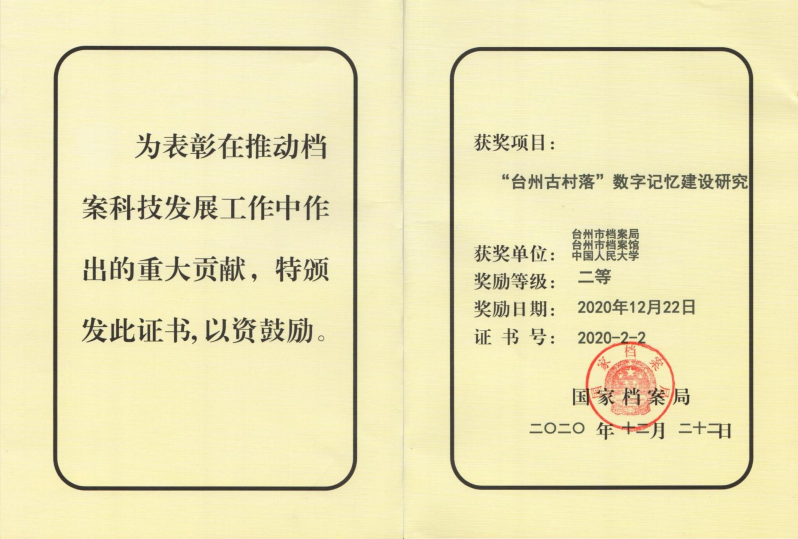 为表彰在推动档
案科技发展工作中作
出的重大贡献，特颁
发此证书，以资鼓励。
获奖项目：
“台州古村落”数字记忆建设研究
获奖单位：
台州市档案局
台州市档案馆
中国人民大学
奖励等级：二等
奖励日期：2020年12月22日
证书号：2020-2-2
国家档案局
国家档案局
二〇二〇年十二月二十二日